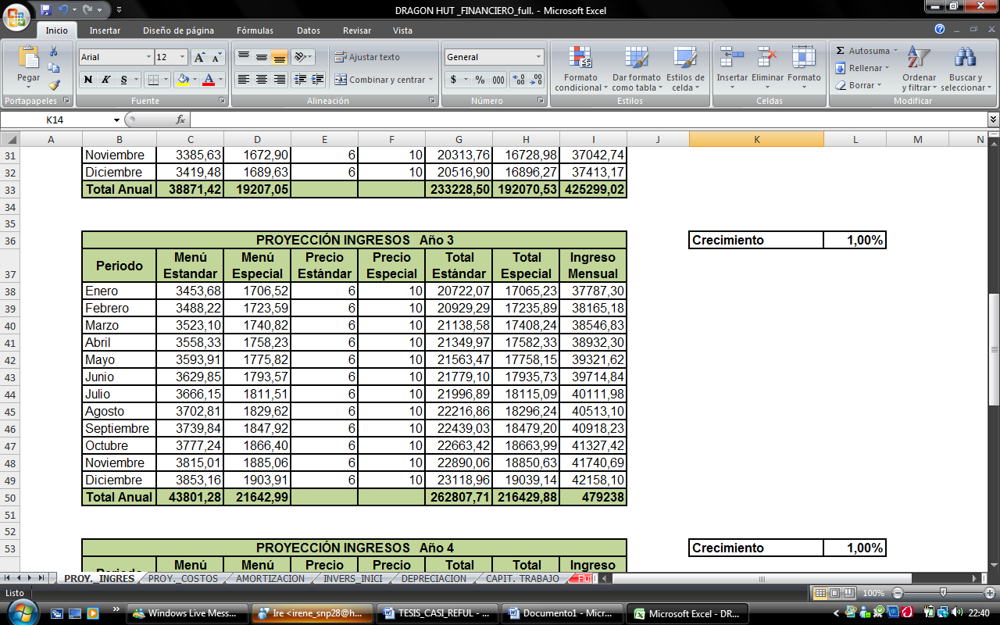 DRAGON HUT _FINANCIERO_full. - Microsoft Excel
Inicio Insertar Diseño de página Fórmulas Datos Revisar Vista
Arial 12 Ajustar texto General Σ Autosuma
Pegar Rellenar
N K S Combinar y centrar $ % 000 Formato condicional Dar formato como tabla Estilos de celda Insertar Eliminar Formato Borrar Ordenar y filtrar Buscar y seleccionar
Portapapeles Fuente Alineación Número Estilos Celdas Modificar
K14 fx
A B C D E F G H I J K L M N
31 Noviembre 3385,63 1672,90 6 10 20313,76 16728,98 37042,74
32 Diciembre 3419,48 1689,63 6 10 20516,90 16896,27 37413,17
33 Total Anual 38871,42 19207,05 233228,50 192070,53 425299,02
34
35
36 PROYECCIÓN INGRESOS Año 3 Crecimiento 1,00%
37 Periodo Menú Estandar Menú Especial Precio Estándar Precio Especial Total Estándar Total Especial Ingreso Mensual
38 Enero 3453,68 1706,52 6 10 20722,07 17065,23 37787,30
39 Febrero 3488,22 1723,59 6 10 20929,29 17235,89 38165,18
40 Marzo 3523,10 1740,82 6 10 21138,58 17408,24 38546,83
41 Abril 3558,33 1758,23 6 10 21349,97 17582,33 38932,30
42 Mayo 3593,91 1775,82 6 10 21563,47 17758,15 39321,62
43 Junio 3629,85 1793,57 6 10 21779,10 17935,73 39714,84
44 Julio 3666,15 1811,51 6 10 21996,89 18115,09 40111,98
45 Agosto 3702,81 1829,62 6 10 22216,86 18296,24 40513,10
46 Septiembre 3739,84 1847,92 6 10 22439,03 18479,20 40918,23
47 Octubre 3777,24 1866,40 6 10 22663,42 18663,99 41327,42
48 Noviembre 3815,01 1885,06 6 10 22890,06 18850,63 41740,69
49 Diciembre 3853,16 1903,91 6 10 23118,96 19039,14 42158,10
50 Total Anual 43801,28 21642,99 262807,71 216429,88 479238
51
52
53 PROYECCIÓN INGRESOS Año 4 Crecimiento 1,00%
Menú Menú Precio Precio Total Total Ingreso
PROY._INGRES PROY._COSTOS AMORTIZACION INVERS_INICI DEPRECIACION CAPIT. TRABAJO Fluj
Listo 100%
Windows Live Mess... Ire <irene_snp28@h... TESIS_CASI_REFUL - ... Documento1 - Micr... Microsoft Excel - DR... 22:40